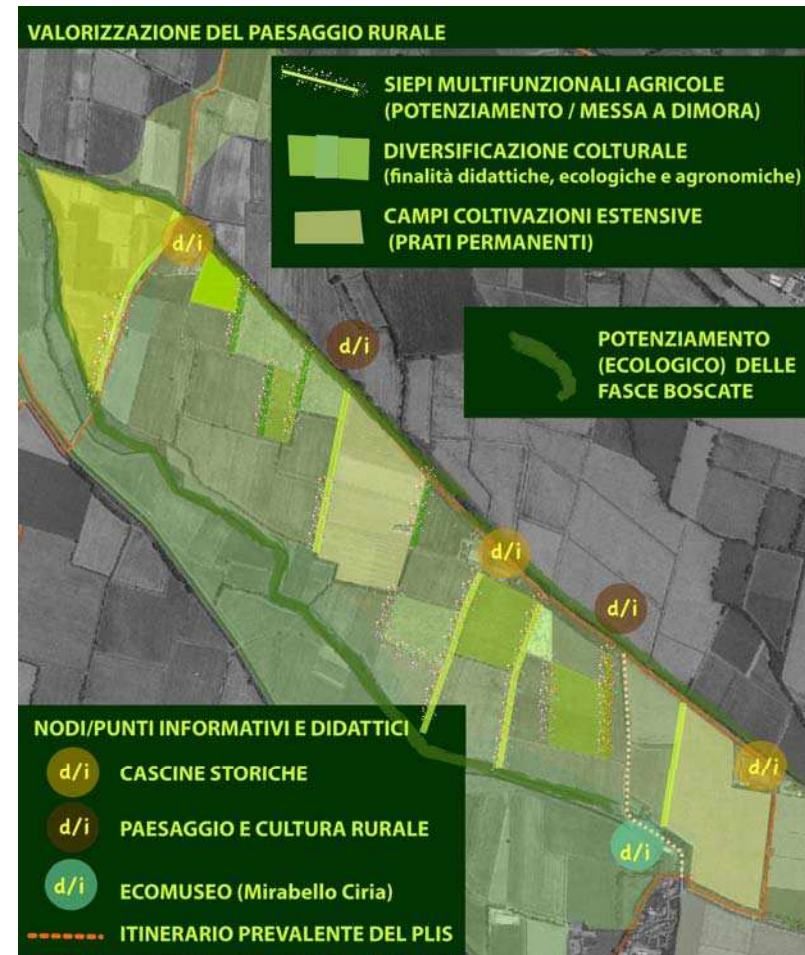 VALORIZZAZIONE DEL PAESAGGIO RURALE
SIEPI MULTIFUNZIONALI AGRICOLE
(POTENZIAMENTO / MESSA A DIMORA)
DIVERSIFICAZIONE COLTURALE
(finalità didattiche, ecologiche e agronomiche)
CAMPI COLTIVAZIONI ESTENSIVE
(PRATI PERMANENTI)
d/i
d/i
POTENZIAMENTO
(ECOLOGICO) DELLE
FASCE BOSCATE
d/i
d/i
d/i
d/i
NODI/PUNTI INFORMATIVI E DIDATTICI
d/i CASCINE STORICHE
d/i PAESAGGIO E CULTURA RURALE
d/i ECOMUSEO (Mirabello Ciria)
ITINERARIO PREVALENTE DEL PLIS